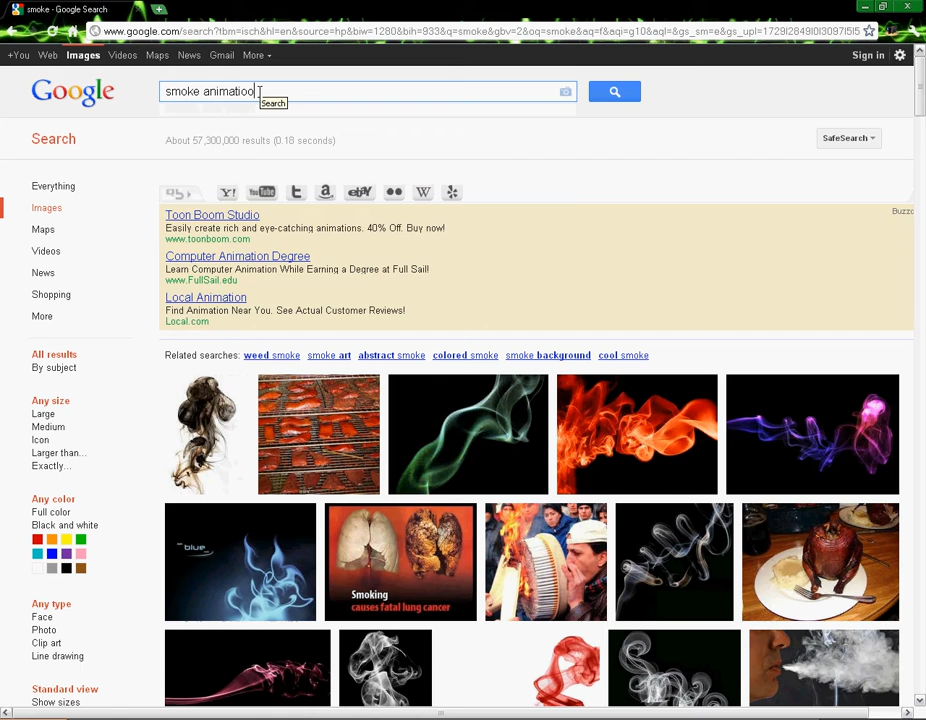 smoke - Google Search
www.google.com/search?tbm=isch&hl=en&source=hp&biw=1280&bih=933&q=smoke&gbv=2&oq=smoke&aq=f&aqi=g10&aql=&gs_sm=e&gs_upl=1729l2849l0l3097l5l5
+You Web Images Videos Maps News Gmail More Sign in
Google
smoke animatioo
Search
Search
About 57,300,000 results (0.18 seconds)
SafeSearch
Y! You Tube t a ebY W
Everything
Images
Maps
Videos
News
Shopping
More
All results
By subject
Any size
Large
Medium
Icon
Larger than...
Exactly...
Any color
Full color
Black and white
Any type
Face
Photo
Clip art
Line drawing
Standard view
Show sizes
Toon Boom Studio
Easily create rich and eye-catching animations. 40% Off. Buy now!
www.toonboom.com
Computer Animation Degree
Learn Computer Animation While Earning a Degree at Full Sail!
www.FullSail.edu
Local Animation
Find Animation Near You. See Actual Customer Reviews!
Local.com
Buzzd
Related searches: weed smoke smoke art abstract smoke colored smoke smoke background cool smoke
blue
Smoking
causes fatal lung cancer